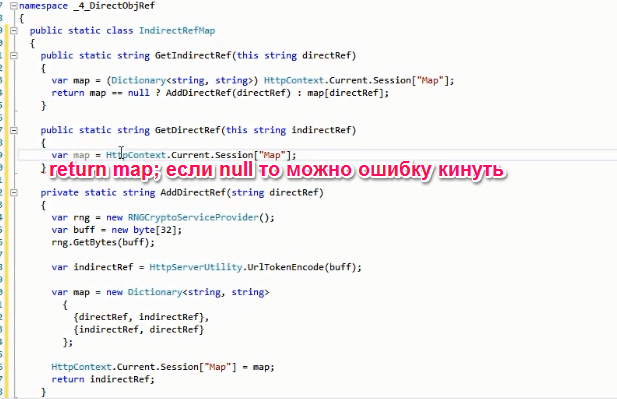 namespace _4_DirectObjRef
{
public static class IndirectRefMap
{
public static string GetIndirectRef(this string directRef)
{
var map = (Dictionary<string, string>) HttpContext.Current.Session["Map"];
return map == null ? AddDirectRef(directRef) : map[directRef];
}
public static string GetDirectRef(this string indirectRef)
{
var map = HttpContext.Current.Session["Map"];
return map; если null то можно ошибку кинуть
}
private static string AddDirectRef(string directRef)
{
var rng = new RNGCryptoServiceProvider();
var buff = new byte[32];
rng.GetBytes(buff);
var indirectRef = HttpServerUtility.UrlTokenEncode(buff);
var map = new Dictionary<string, string>
{
{directRef, indirectRef},
{indirectRef, directRef}
};
HttpContext.Current.Session["Map"] = map;
return indirectRef;
}